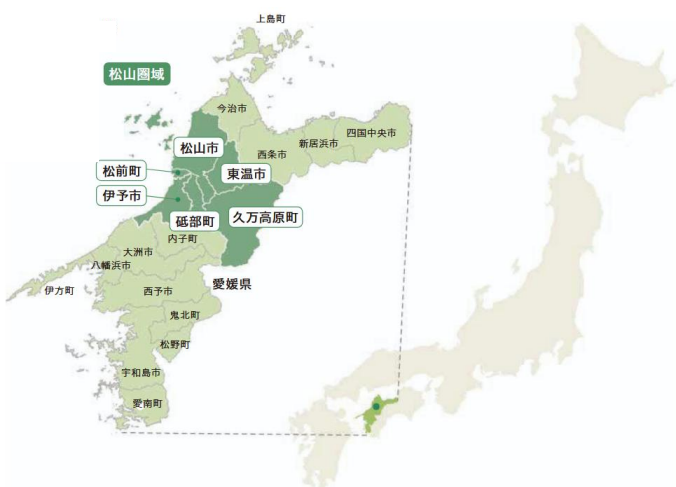 上島町
松山圏域
今治市
松山市
四国中央市
新居浜市
西条市
松前町
東温市
伊予市
砥部町
久万高原町
内子町
大洲市
八幡浜市
愛媛県
伊方町
西予市
鬼北町
松野町
宇和島市
愛南町